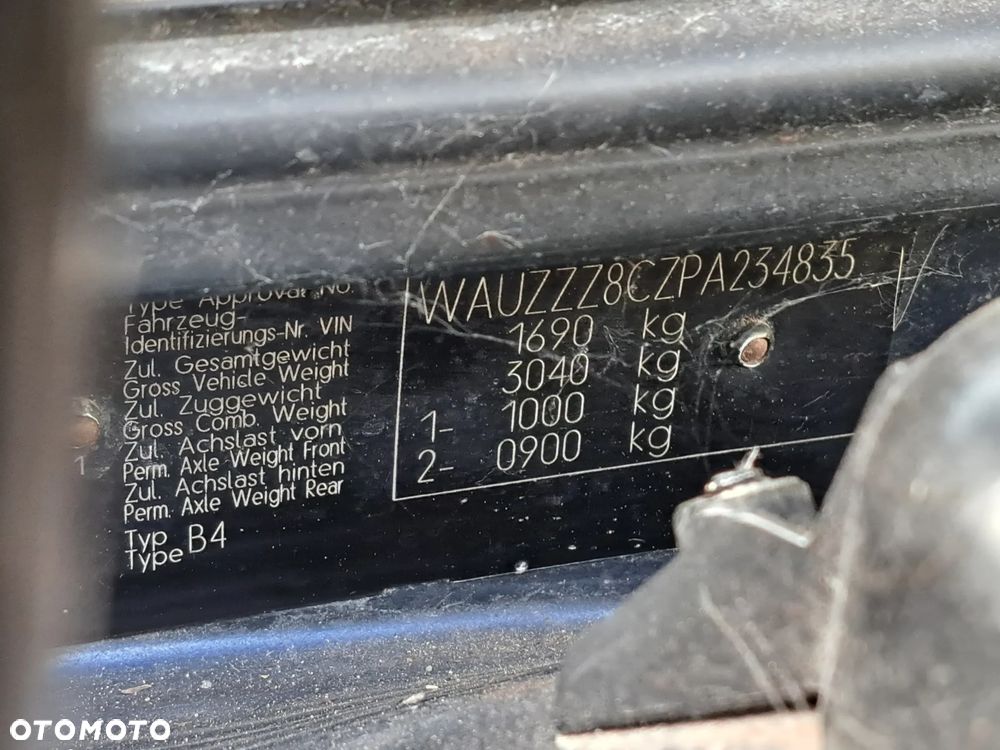 Type Approval No.
Fahrzeug-
Identifizierungs-Nr. VIN
WAUZZZ8CZPA234835
Zul. Gesamtgewicht
Gross Vehicle Weight
1690 kg
Zul. Zuggewicht
Gross Comb. Weight
3040 kg
Zul. Achslast vorn
Perm. Axle Weight Front
1- 1000 kg
Zul. Achslast hinten
Perm. Axle Weight Rear
2- 0900 kg
Typ
Type B4
1
OTOMOTO